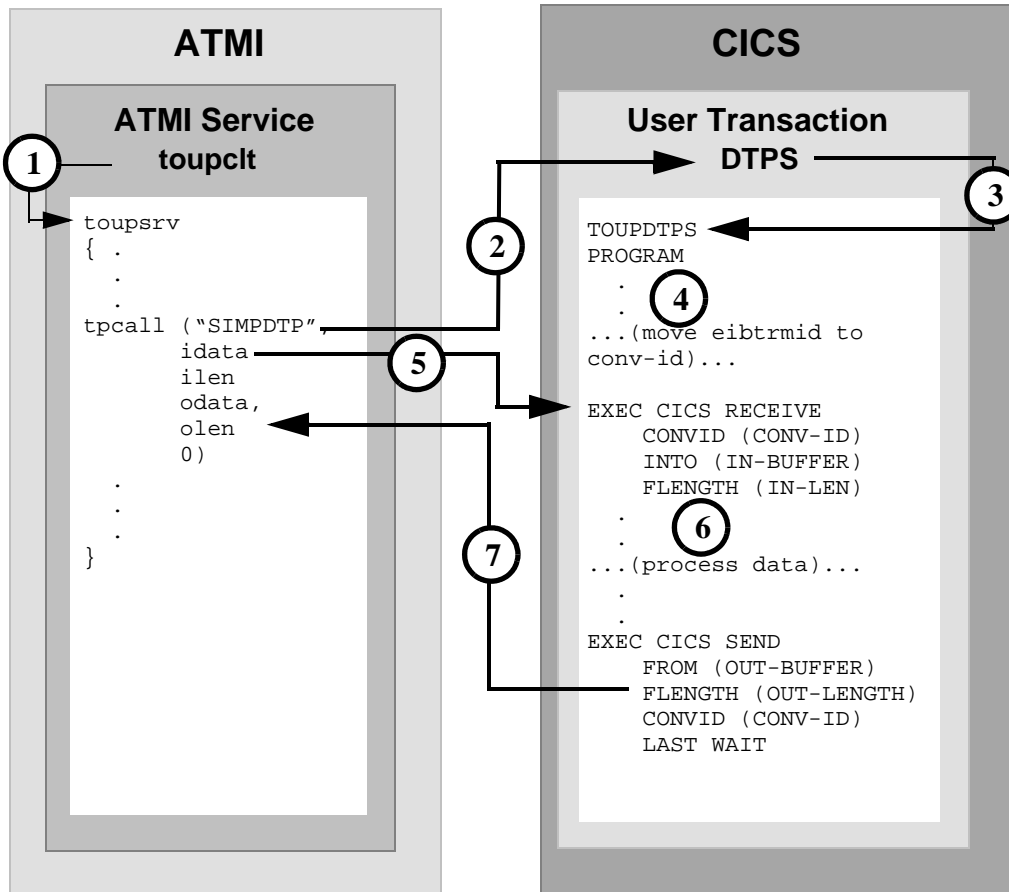 ATMI
ATMI Service
toupclt
1
toupsrv
{ .
.
.
tpcall (“SIMPDTP”,
idata
ilen
odata,
olen
0)
.
.
.
}
2
5
7
CICS
User Transaction
DTPS
3
TOUPDTPS
PROGRAM
.
.
4
...(move eibtrmid to
conv-id)...
EXEC CICS RECEIVE
CONVID (CONV-ID)
INTO (IN-BUFFER)
FLENGTH (IN-LEN)
.
.
6
...(process data)...
.
.
EXEC CICS SEND
FROM (OUT-BUFFER)
FLENGTH (OUT-LENGTH)
CONVID (CONV-ID)
LAST WAIT